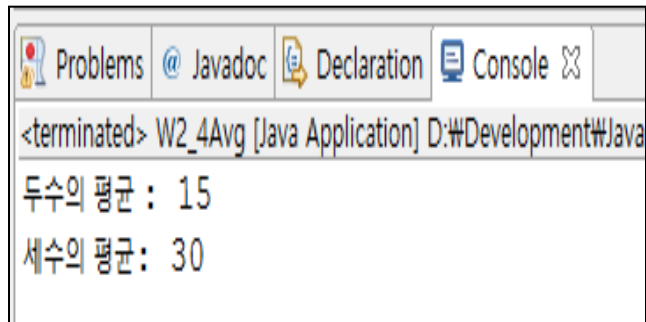 Problems @ Javadoc Declaration Console
<terminated> W2_4Avg [Java Application] D:₩Development₩Java
두수의 평균 : 15
세수의 평균: 30